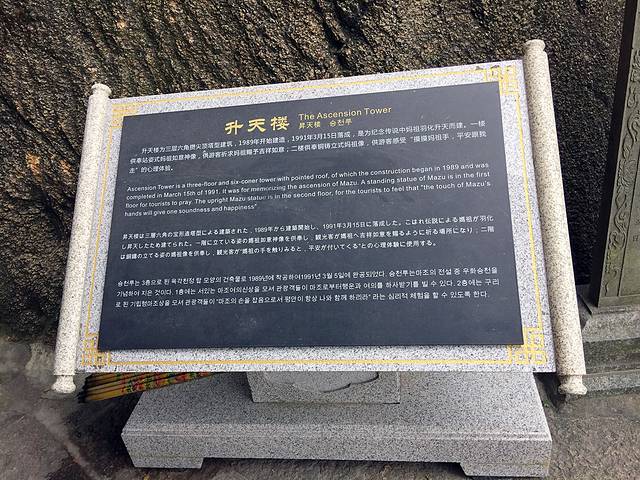 升天楼 The Ascension Tower
昇天楼 승천루
升天楼为三层六角攒尖顶塔型建筑，1989年开始建造，1991年3月15日落成，是为纪念传说中妈祖羽化升天而建。一楼
供奉站姿式妈祖如意神像，供游客祈求妈祖赐予吉祥如意；二楼供奉铜铸立式妈祖像，供游客感受“摸摸妈祖手，平安跟我
走”的心理体验。
Ascension Tower is a three-floor and six-corner tower with pointed roof, of which the construction began in 1989 and was
completed in March 15th of 1991. It was for memorizing the ascension of Mazu. A standing statue of Mazu is in the first
floor for tourists to pray. The upright Mazu statue is in the second floor, for the tourists to feel that "the touch of Mazu's
hands will give one soundness and happiness".
昇天楼は三層六角の宝形造塔型による建築された，1989年から建築開始し，1991年3月15日に落成した。これ伝説による媽祖が羽化
し昇天したため建てられた。一階に立ている姿の媽祖如意神像を供奉し，観光客が媽祖へ吉祥如意を賜るように祈る場所になり；二階
は銅鑄の立てる姿の媽祖像を供奉し，観光客が媽祖の手を触りみると，平安が付いてくる”との心理体験に使用する。
승천루는 3층으로 된 육각찬첨 탑 모양의 건축물로 1989년에 착공하여1991년 3월 5일에 완공되었다. 승천루는마조의 전설 중 우화승천을
기념하여 지은 것이다. 1층에는 서있는 마조여의신상을 모셔 관광객들이 마조로부터행운과 여의를 하사받기를 빌 수 있다. 2층에는 구리
로 된 기립형마조상을 모셔 관광객들이 “마조의 손을 잡음으로서 평안이 항상 나와 함께 하리라” 라는 심리적 체험을 할 수 있도록 한다.